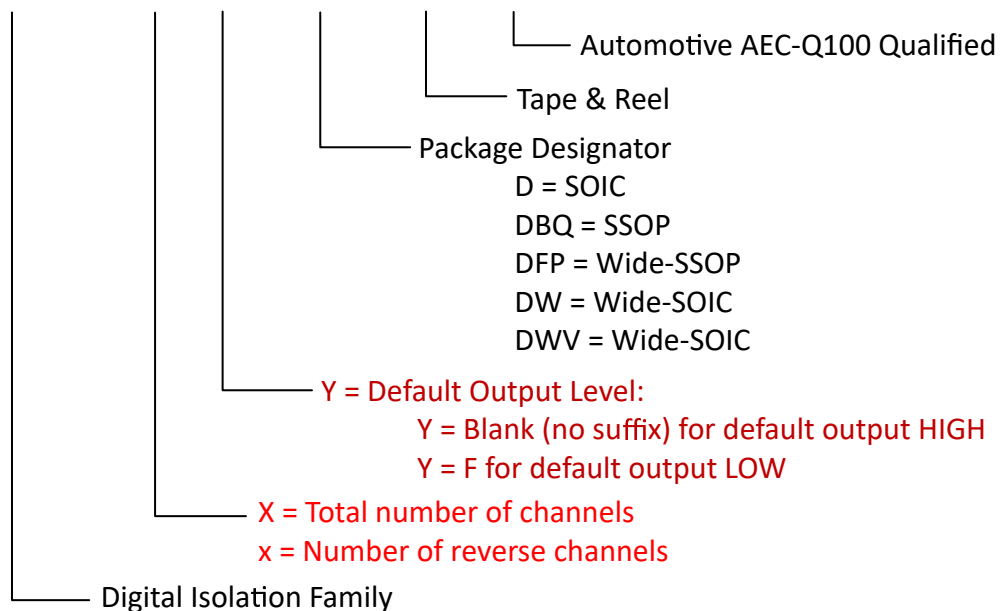 Automotive AEC-Q100 Qualified
Tape & Reel
Package Designator
D = SOIC
DBQ = SSOP
DFP = Wide-SSOP
DW = Wide-SOIC
DWV = Wide-SOIC
Y = Default Output Level:
Y = Blank (no suffix) for default output HIGH
Y = F for default output LOW
X = Total number of channels
x = Number of reverse channels
Digital Isolation Family